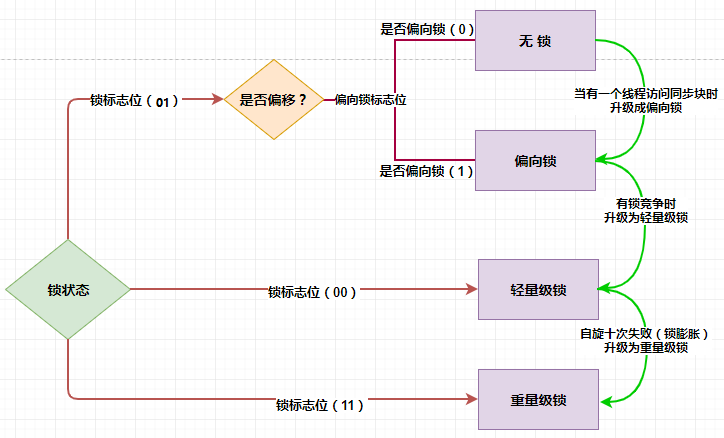 是否偏向锁（0）
无 锁
当有一个线程访问同步块时
升级成偏向锁
锁标志位（01）
是否偏移？
偏向锁标志位
是否偏向锁（1）
偏向锁
有锁竞争时
升级为轻量级锁
锁状态
锁标志位（00）
轻量级锁
自旋十次失败（锁膨胀）
升级为重量级锁
锁标志位（11）
重量级锁